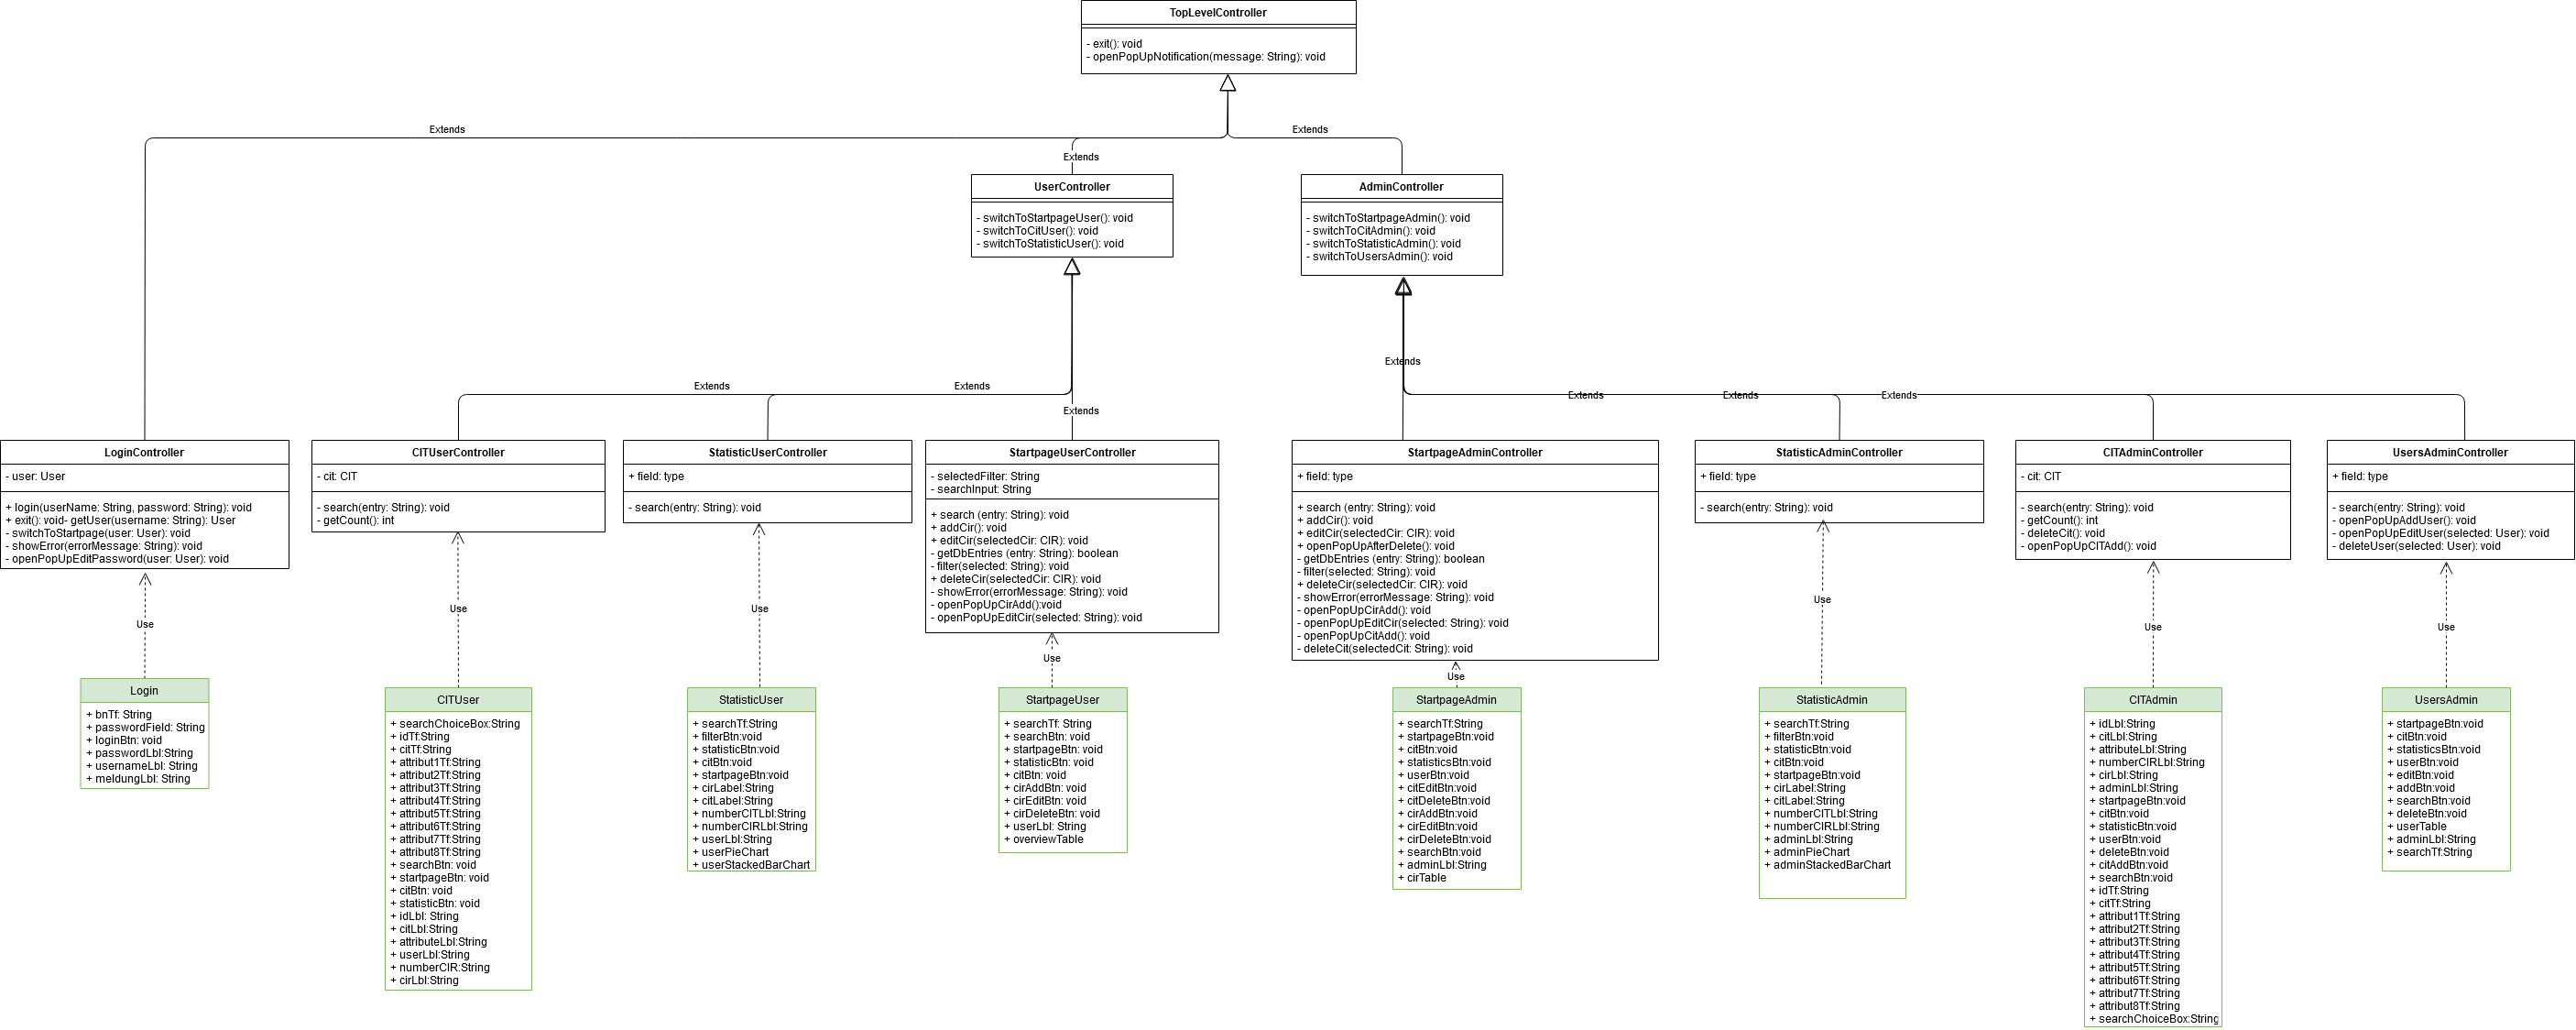 TopLevelController
- exit(): void
- openPopUpNotification(message: String): void
Extends
Extends
Extends
UserController
- switchToStartpageUser(): void
- switchToCitUser(): void
- switchToStatisticUser(): void
AdminController
- switchToStartpageAdmin(): void
- switchToCitAdmin(): void
- switchToStatisticAdmin(): void
- switchToUsersAdmin(): void
Extends
Extends
Extends
Extends
Extends
Extends
Extends
LoginController
- user: User
+ login(userName: String, password: String): void
+ exit(): void- getUser(username: String): User
- switchToStartpage(user: User): void
- showError(errorMessage: String): void
- openPopUpEditPassword(user: User): void
CITUserController
- cit: CIT
- search(entry: String): void
- getCount(): int
StatisticUserController
+ field: type
- search(entry: String): void
StartpageUserController
- selectedFilter: String
- searchInput: String
+ search (entry: String): void
+ addCir(): void
+ editCir(selectedCir: CIR): void
- getDbEntries (entry: String): boolean
- filter(selected: String): void
+ deleteCir(selectedCir: CIR): void
- showError(errorMessage: String): void
- openPopUpCirAdd():void
- openPopUpEditCir(selected: String): void
StartpageAdminController
+ field: type
+ search (entry: String): void
+ addCir(): void
+ editCir(selectedCir: CIR): void
+ openPopUpAfterDelete(): void
- getDbEntries (entry: String): boolean
- filter(selected: String): void
+ deleteCir(selectedCir: CIR): void
- showError(errorMessage: String): void
- openPopUpCirAdd(): void
- openPopUpEditCir(selected: String): void
- openPopUpCitAdd(): void
- deleteCit(selectedCit: String): void
StatisticAdminController
+ field: type
- search(entry: String): void
CITAdminController
- cit: CIT
- search(entry: String): void
- getCount(): int
- deleteCit(): void
- openPopUpCITAdd(): void
UsersAdminController
+ field: type
- search(entry: String): void
- openPopUpAddUser(): void
- openPopUpEditUser(selected: User): void
- deleteUser(selected: User): void
Use
Use
Use
Use
Use
Use
Use
Use
Login
+ bnTf: String
+ passwordField: String
+ loginBtn: void
+ passwordLbl:String
+ usernameLbl: String
+ meldungLbl: String
CITUser
+ searchChoiceBox:String
+ idTf:String
+ citTf:String
+ attribut1Tf:String
+ attribut2Tf:String
+ attribut3Tf:String
+ attribut4Tf:String
+ attribut5Tf:String
+ attribut6Tf:String
+ attribut7Tf:String
+ attribut8Tf:String
+ searchBtn: void
+ startpageBtn: void
+ citBtn: void
+ statisticBtn: void
+ idLbl: String
+ citLbl: String
+ attributeLbl:String
+ userLbl:String
+ numberCIR:String
+ cirLbl:String
StatisticUser
+ searchTf:String
+ filterBtn:void
+ statisticBtn:void
+ citBtn:void
+ startpageBtn:void
+ cirLabel:String
+ citLabel:String
+ numberCITLbl:String
+ numberCIRLbl:String
+ userLbl:String
+ userPieChart
+ userStackedBarChart
StartpageUser
+ searchTf: String
+ searchBtn: void
+ startpageBtn: void
+ statisticBtn: void
+ citBtn: void
+ cirAddBtn: void
+ cirEditBtn: void
+ cirDeleteBtn: void
+ userLbl: String
+ overviewTable
StartpageAdmin
+ searchTf:String
+ startpageBtn:void
+ citBtn:void
+ statisticsBtn:void
+ userBtn:void
+ citEditBtn:void
+ citDeleteBtn:void
+ cirAddBtn:void
+ cirEditBtn:void
+ cirDeleteBtn:void
+ searchBtn:void
+ adminLbl:String
+ cirTable
StatisticAdmin
+ searchTf:String
+ filterBtn:void
+ statisticBtn:void
+ citBtn:void
+ startpageBtn:void
+ cirLabel:String
+ citLabel:String
+ numberCITLbl:String
+ numberCIRLbl:String
+ adminLbl:String
+ adminPieChart
+ adminStackedBarChart
CITAdmin
+ idLbl:String
+ citLbl:String
+ attributeLbl:String
+ numberCIRLbl:String
+ cirLbl:String
+ adminLbl:String
+ startpageBtn:void
+ citBtn:void
+ statisticBtn:void
+ userBtn:void
+ deleteBtn:void
+ citAddBtn:void
+ searchBtn:void
+ idTf:String
+ citTf:String
+ attribut1Tf:String
+ attribut2Tf:String
+ attribut3Tf:String
+ attribut4Tf:String
+ attribut5Tf:String
+ attribut6Tf:String
+ attribut7Tf:String
+ attribut8Tf:String
+ searchChoiceBox:String
UsersAdmin
+ startpageBtn:void
+ citBtn:void
+ statisticsBtn:void
+ userBtn:void
+ editBtn:void
+ addBtn:void
+ searchBtn:void
+ deleteBtn:void
+ userTable
+ adminLbl:String
+ searchTf:String